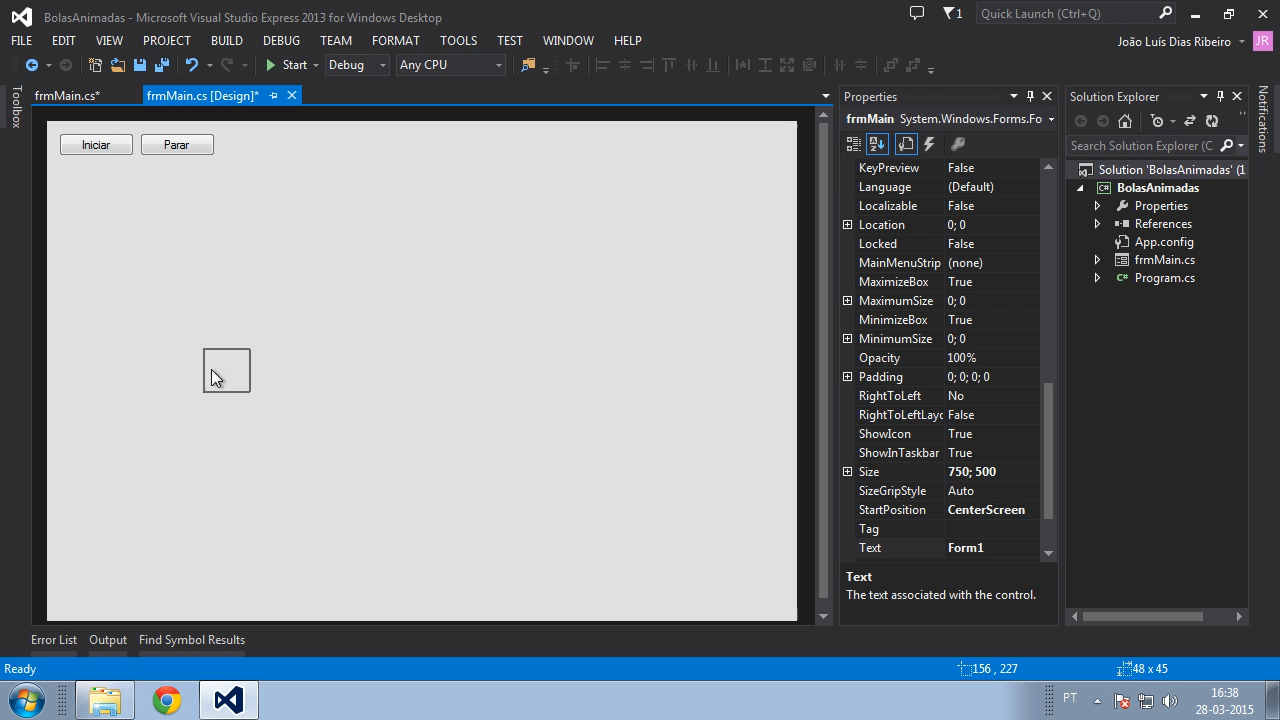 BolasAnimadas - Microsoft Visual Studio Express 2013 for Windows Desktop
1
Quick Launch (Ctrl+Q)
FILE EDIT VIEW PROJECT BUILD DEBUG TEAM FORMAT TOOLS TEST WINDOW HELP
João Luís Dias Ribeiro
JR
Start
Debug
Any CPU
Toolbox
frmMain.cs*
frmMain.cs [Design]*
Iniciar
Parar
Properties
frmMain System.Windows.Forms.Fo
KeyPreview False
Language (Default)
Localizable False
Location 0; 0
Locked False
MainMenuStrip (none)
MaximizeBox True
MaximumSize 0; 0
MinimizeBox True
MinimumSize 0; 0
Opacity 100%
Padding 0; 0; 0; 0
RightToLeft No
RightToLeftLayo False
ShowIcon True
ShowInTaskbar True
Size 750; 500
SizeGripStyle Auto
StartPosition CenterScreen
Tag
Text Form1
Text
The text associated with the control.
Solution Explorer
Search Solution Explorer (C
Solution 'BolasAnimadas' (1
BolasAnimadas
Properties
References
App.config
frmMain.cs
Program.cs
Notifications
Error List
Output
Find Symbol Results
Ready
156 , 227
48 x 45
PT
16:38
28-03-2015